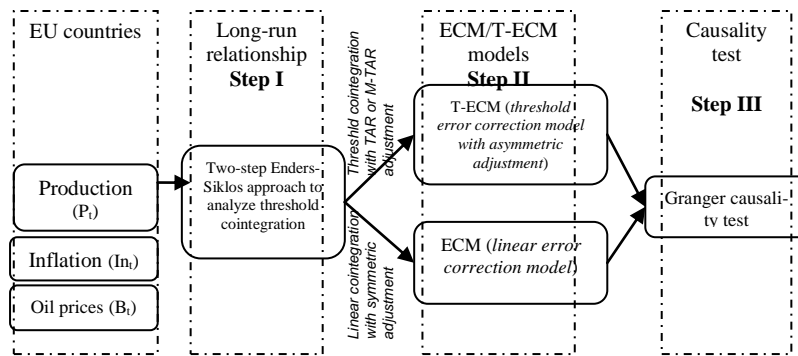 EU countries
Production
(Pt)
Inflation (Int)
Oil prices (Bt)
Long-run
relationship
Step I
Two-step Enders-
Siklos approach to
analyze threshold
cointegration
Threshld cointegration
with TAR or M-TAR
adjustment
Linear cointegration
with symmetric
adjustment
ECM/T-ECM
models
Step II
T-ECM (threshold
error correction model
with asymmetric
adjustment)
ECM (linear error
correction model)
Causality
test
Step III
Granger causali-
ty test